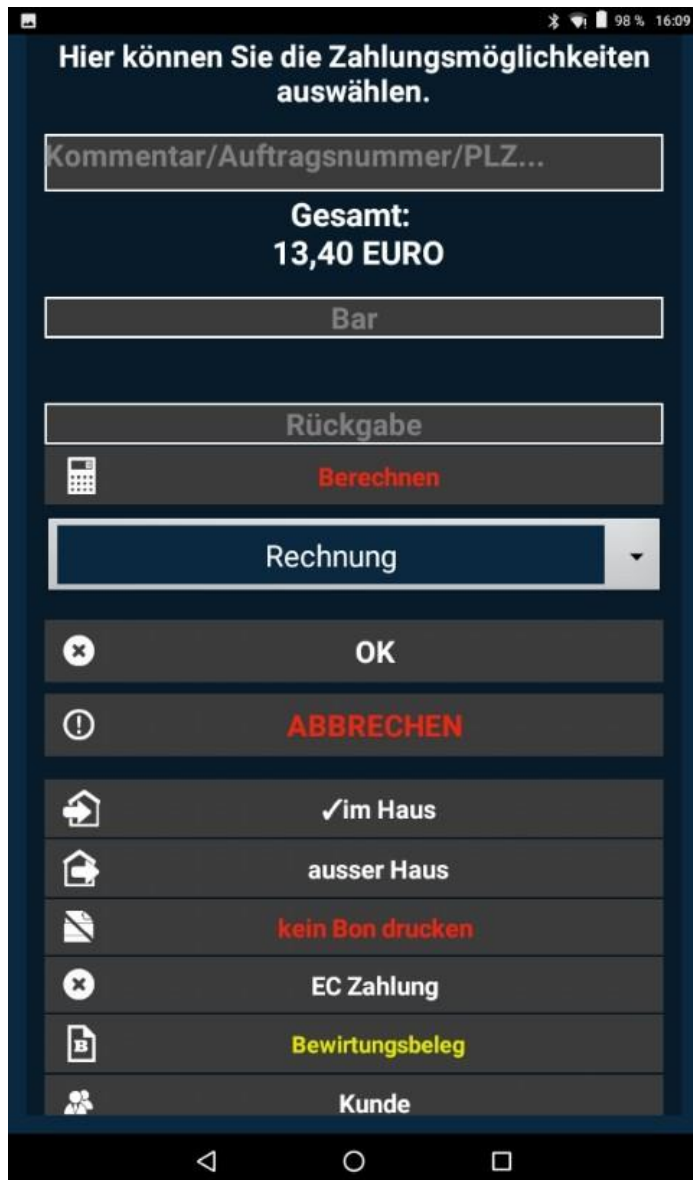 98 % 16:09
Hier können Sie die Zahlungsmöglichkeiten
auswählen.
Kommentar/Auftragsnummer/PLZ...
Gesamt:
13,40 EURO
Bar
Rückgabe
Berechnen
Rechnung
OK
ABBRECHEN
✓im Haus
ausser Haus
kein Bon drucken
EC Zahlung
B
Bewirtungsbeleg
Kunde